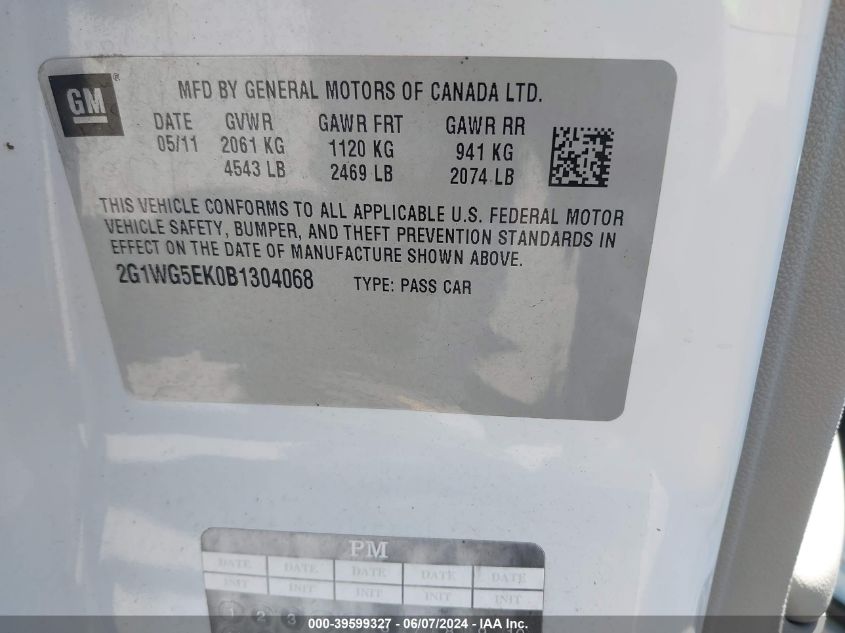 GM ®
MFD BY GENERAL MOTORS OF CANADA LTD.
DATE GVWR GAWR FRT GAWR RR
05/11 2061 KG 1120 KG 941 KG
4543 LB 2469 LB 2074 LB
THIS VEHICLE CONFORMS TO ALL APPLICABLE U.S. FEDERAL MOTOR
VEHICLE SAFETY, BUMPER, AND THEFT PREVENTION STANDARDS IN
EFFECT ON THE DATE OF MANUFACTURE SHOWN ABOVE.
2G1WG5EK0B1304068 TYPE: PASS CAR
PM
DATE DATE DATE DATE DATE
INIT INIT INIT INIT INIT
1 2 3
000-39599327 - 06/07/2024 - IAA Inc.